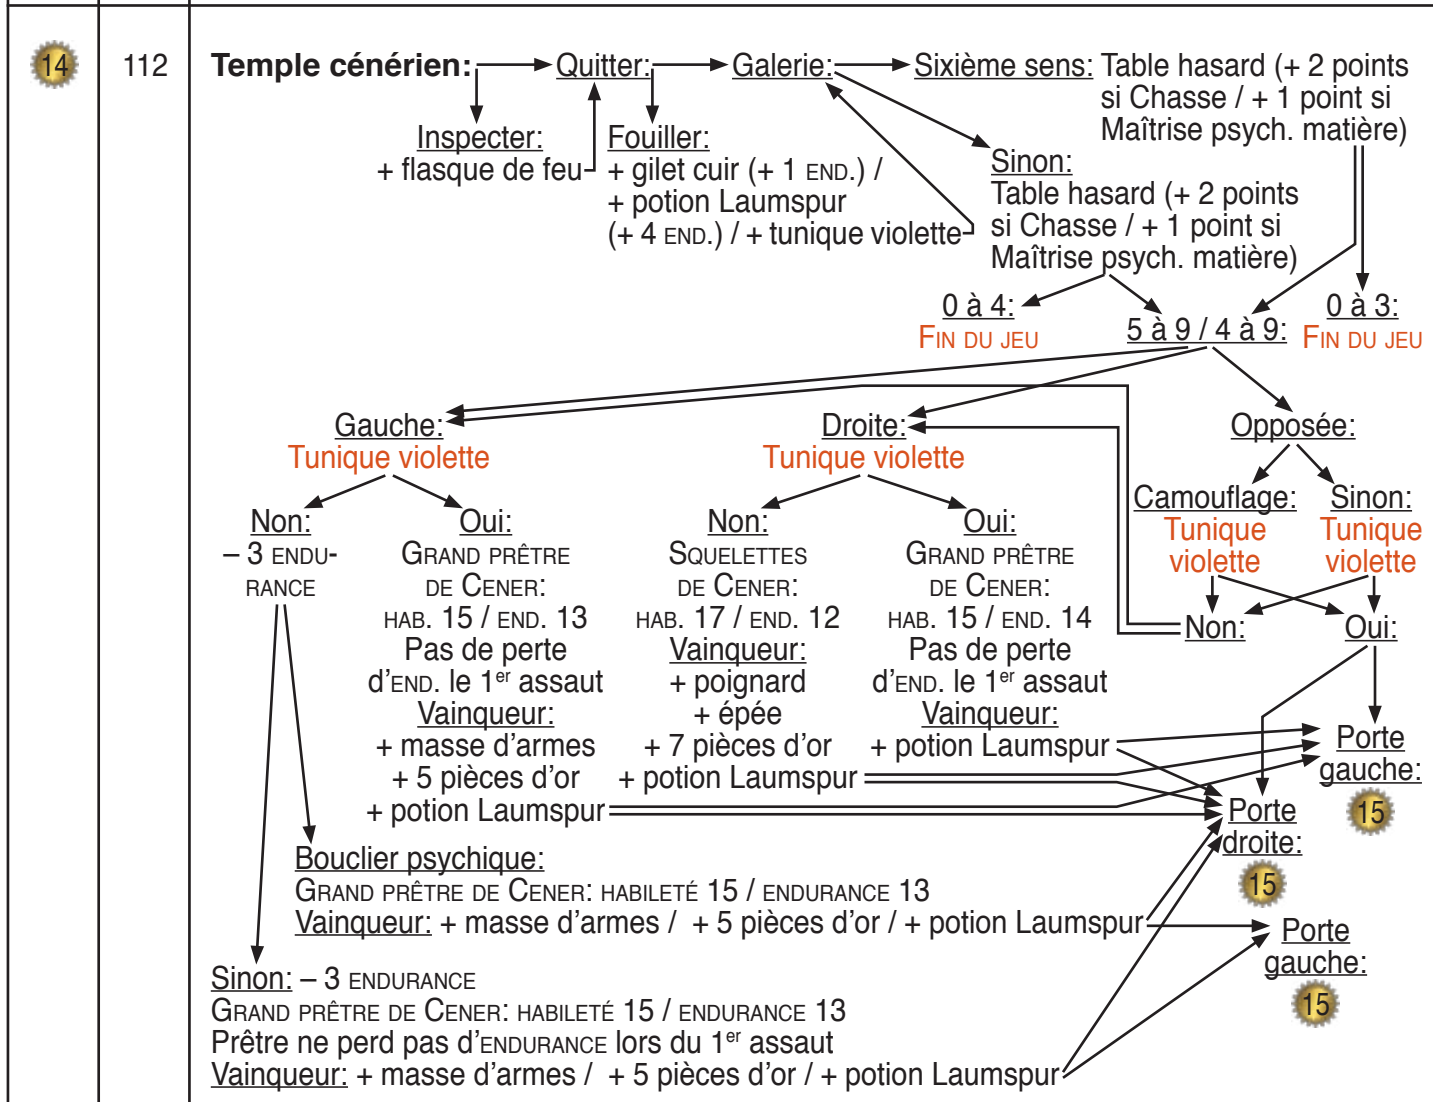 14 112 Temple cénérien: Quitter: Galerie: Sixième sens: Table hasard (+ 2 points
si Chasse / + 1 point si
Maîtrise psych. matière)
Inspecter:
+ flasque de feu
Fouiller:
+ gilet cuir (+ 1 END.) /
+ potion Laumspur
(+ 4 END.) / + tunique violette
Sinon:
Table hasard (+ 2 points
si Chasse / + 1 point si
Maîtrise psych. matière)
0 à 4:
FIN DU JEU
5 à 9 / 4 à 9:
0 à 3:
FIN DU JEU
Gauche:
Tunique violette
Droite:
Tunique violette
Opposée:
Non:
– 3 ENDU-
RANCE
Oui:
GRAND PRÊTRE
DE CENER:
HAB. 15 / END. 13
Pas de perte
d'END. le 1er assaut
Vainqueur:
+ masse d'armes
+ 5 pièces d'or
+ potion Laumspur
Non:
SQUELETTES
DE CENER:
HAB. 17 / END. 12
Vainqueur:
+ poignard
+ épée
+ 7 pièces d'or
+ potion Laumspur
Oui:
GRAND PRÊTRE
DE CENER:
HAB. 15 / END. 14
Pas de perte
d'END. le 1er assaut
Vainqueur:
+ potion Laumspur
Camouflage:
Tunique
violette
Sinon:
Tunique
violette
Non:
Oui:
Porte
gauche:
15
Porte
droite:
15
Bouclier psychique:
GRAND PRÊTRE DE CENER: HABILETÉ 15 / ENDURANCE 13
Vainqueur: + masse d'armes / + 5 pièces d'or / + potion Laumspur
Porte
gauche:
15
Sinon: – 3 ENDURANCE
GRAND PRÊTRE DE CENER: HABILETÉ 15 / ENDURANCE 13
Prêtre ne perd pas d'ENDURANCE lors du 1er assaut
Vainqueur: + masse d'armes / + 5 pièces d'or / + potion Laumspur